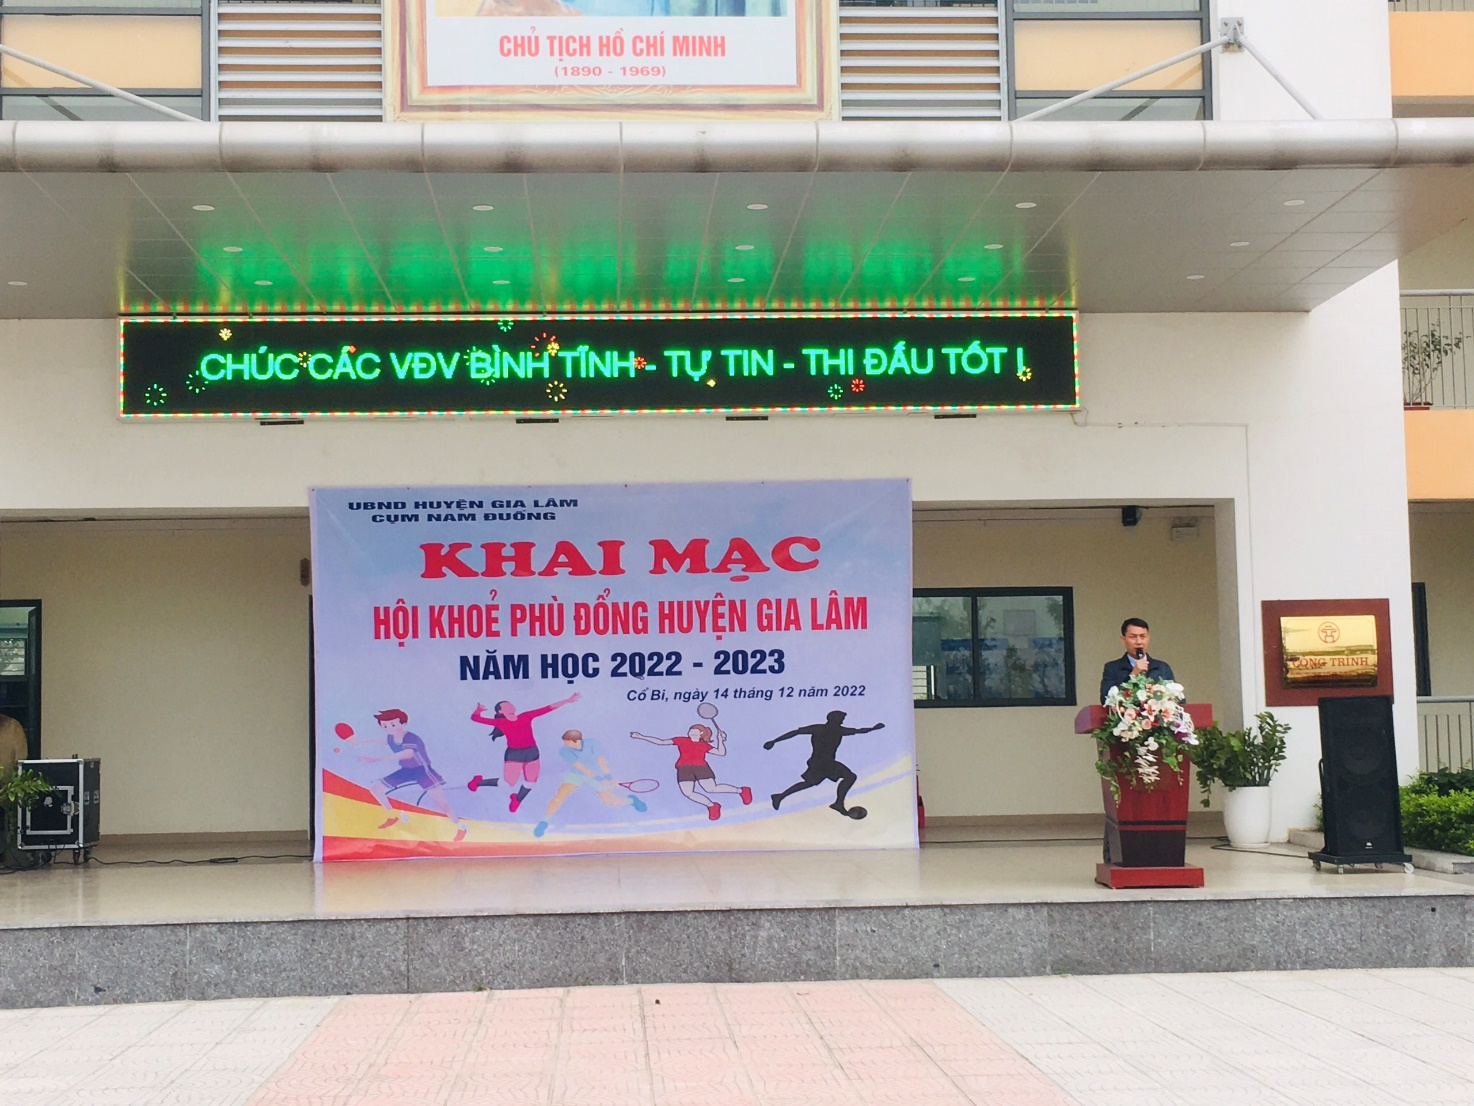 CHỦ TỊCH HỒ CHÍ MINH
(1890 - 1969)
CHÚC CÁC VĐV BÌNH TĨNH - TỰ TIN - THI ĐẤU TỐT !
UBND HUYỆN GIA LÂM
CỤM NAM ĐUỐNG
KHAI MẠC
HỘI KHOẺ PHÙ ĐỔNG HUYỆN GIA LÂM
NĂM HỌC 2022 - 2023
Cổ Bi, ngày 14 tháng 12 năm 2022
CÔNG TRÌNH